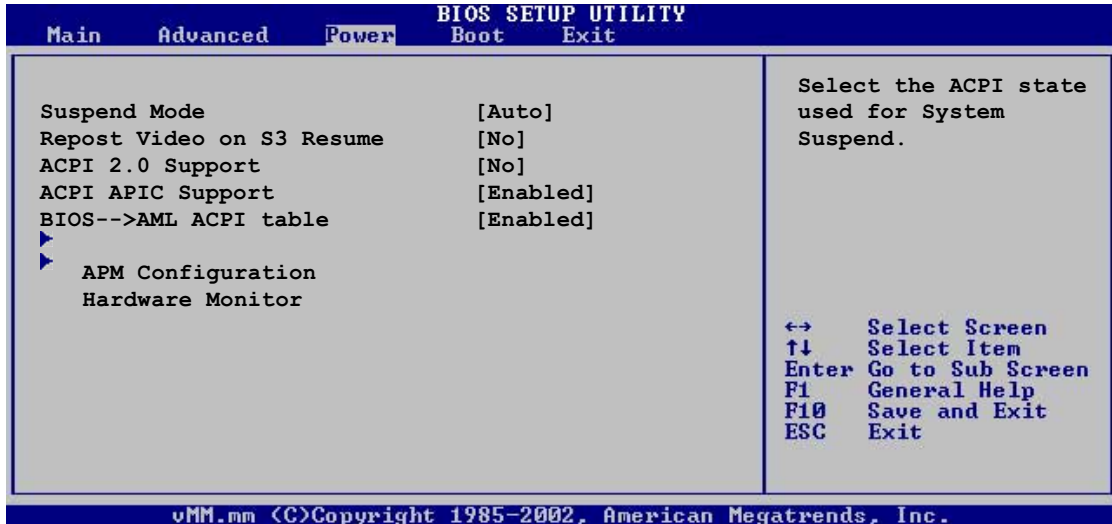 BIOS SETUP UTILITY
Main Advanced Power Boot Exit
Suspend Mode [Auto]
Repost Video on S3 Resume [No]
ACPI 2.0 Support [No]
ACPI APIC Support [Enabled]
BIOS-->AML ACPI table [Enabled]
APM Configuration
Hardware Monitor
Select the ACPI state
used for System
Suspend.
←→ Select Screen
↑↓ Select Item
Enter Go to Sub Screen
F1 General Help
F10 Save and Exit
ESC Exit
vMM.mm (C)Copyright 1985-2002, American Megatrends, Inc.